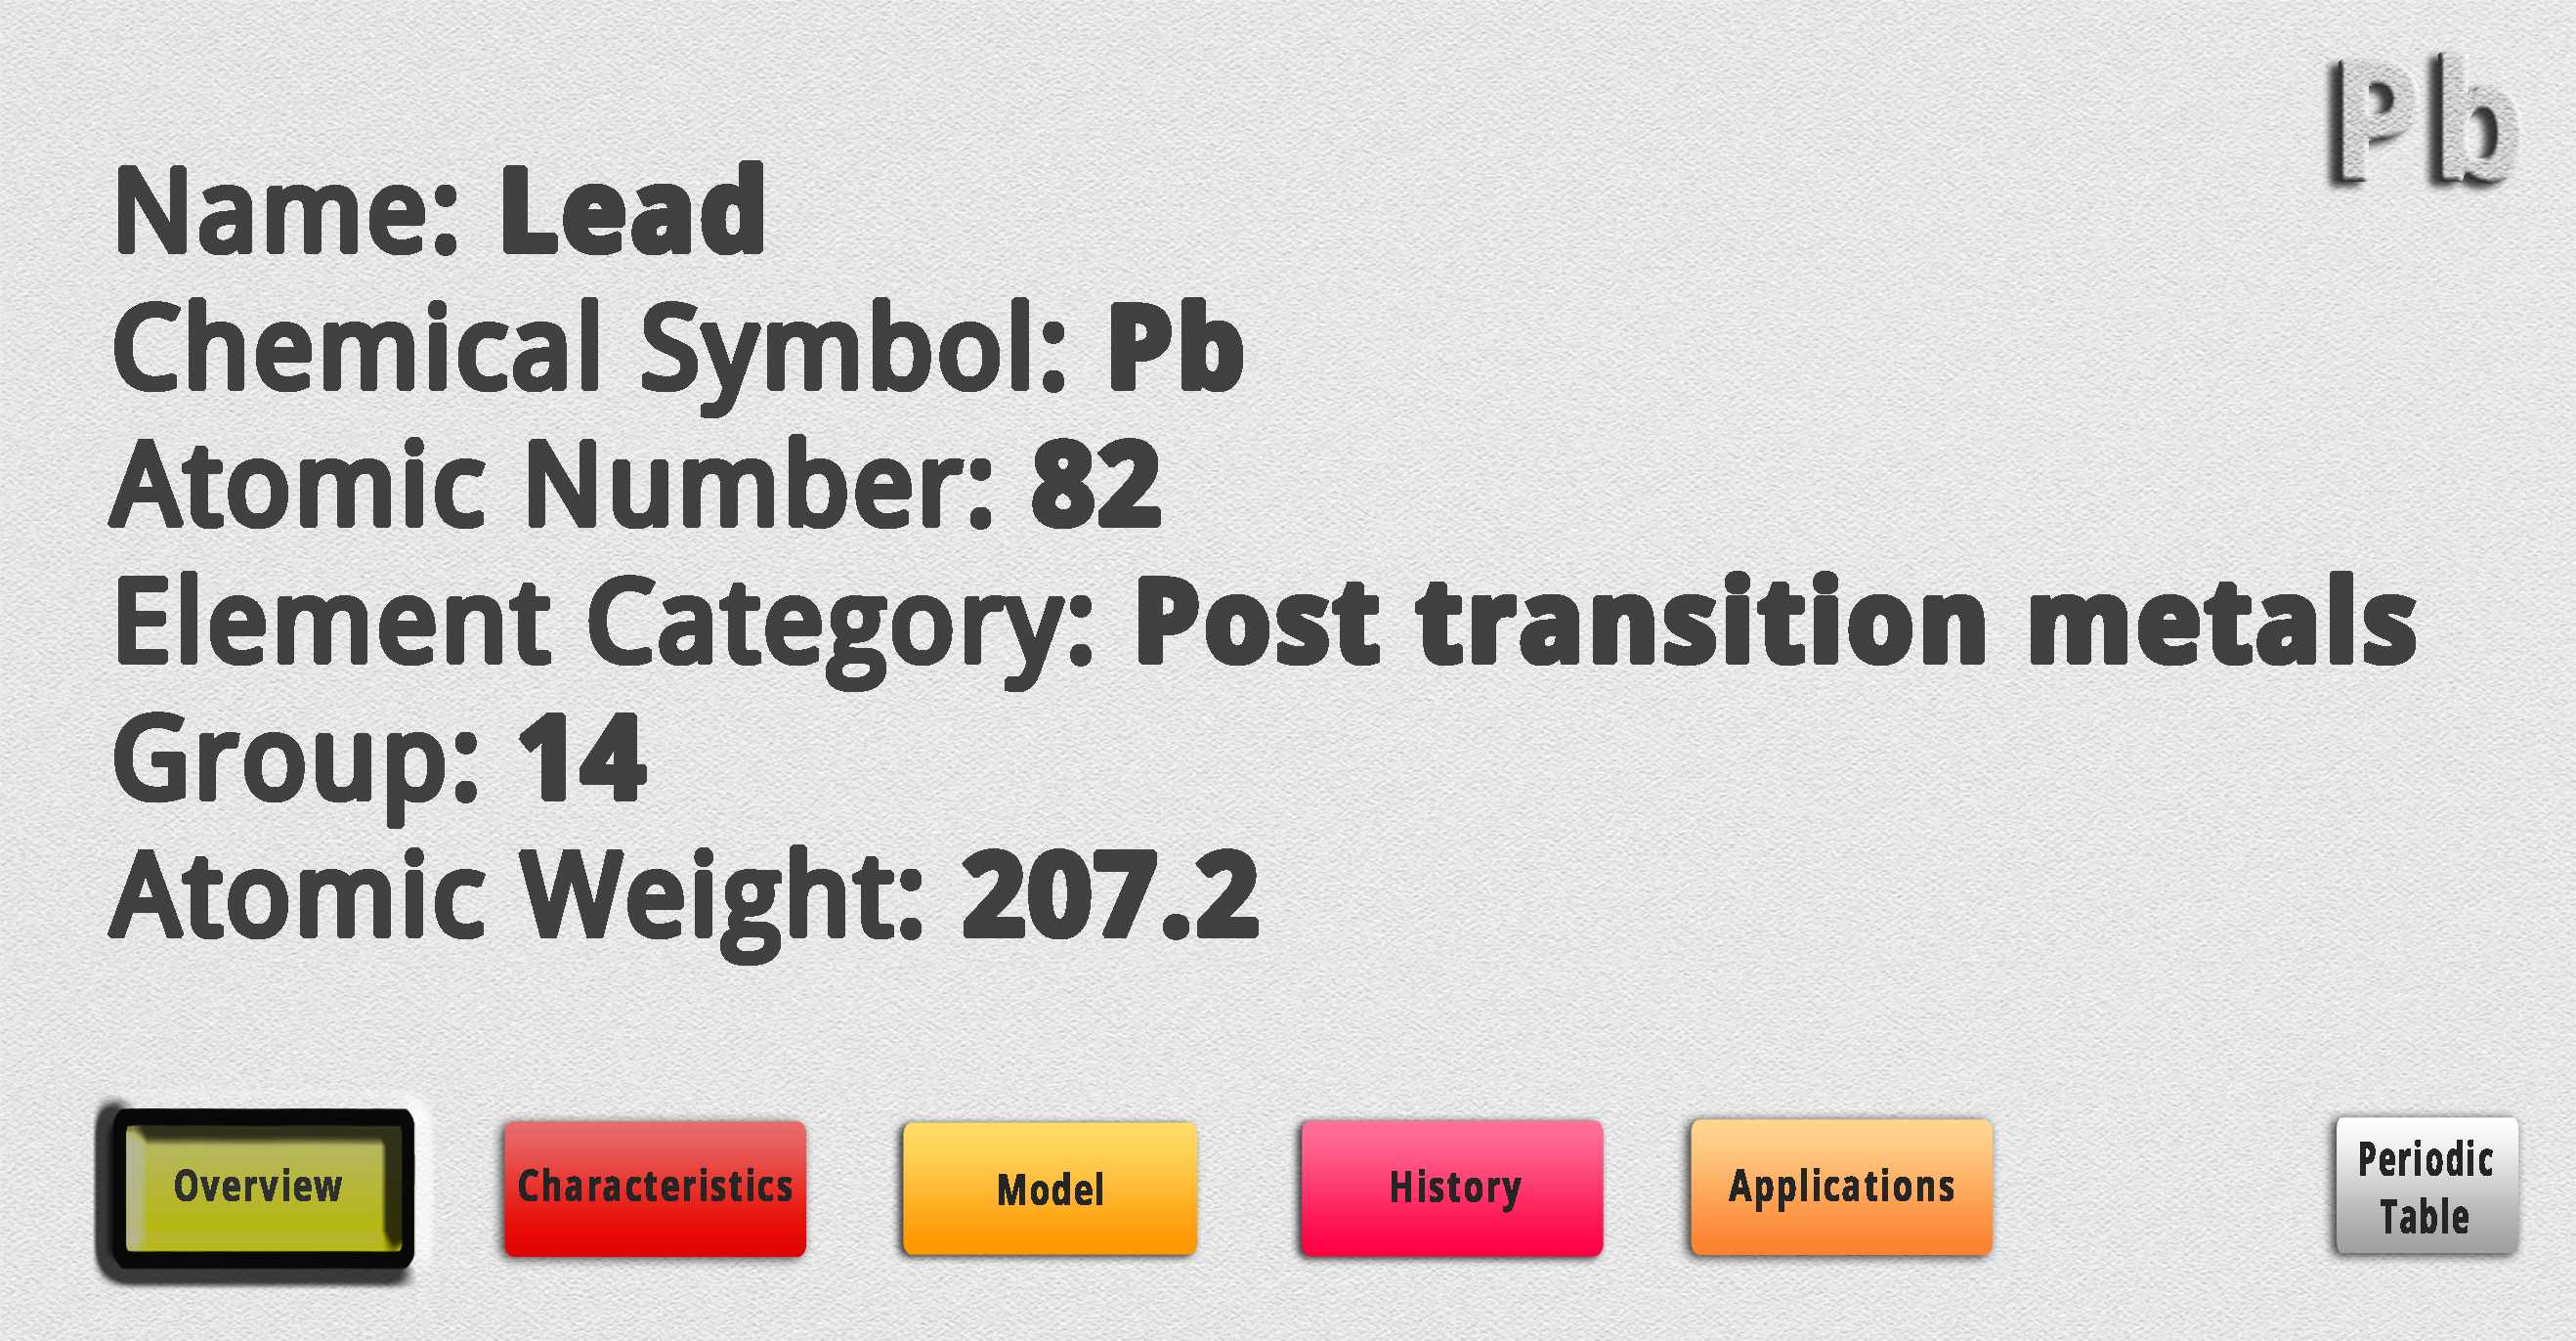 Pb
Name: Lead
Chemical Symbol: Pb
Atomic Number: 82
Element Category: Post transition metals
Group: 14
Atomic Weight: 207.2
Overview
Characteristics
Model
History
Applications
Periodic
Table